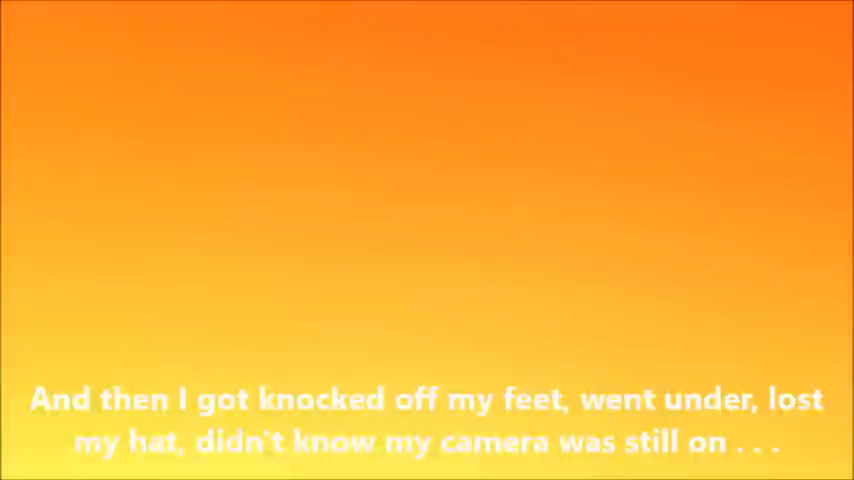 And then I got knocked off my feet, went under, lost
my hat, didn't know my camera was still on . . .